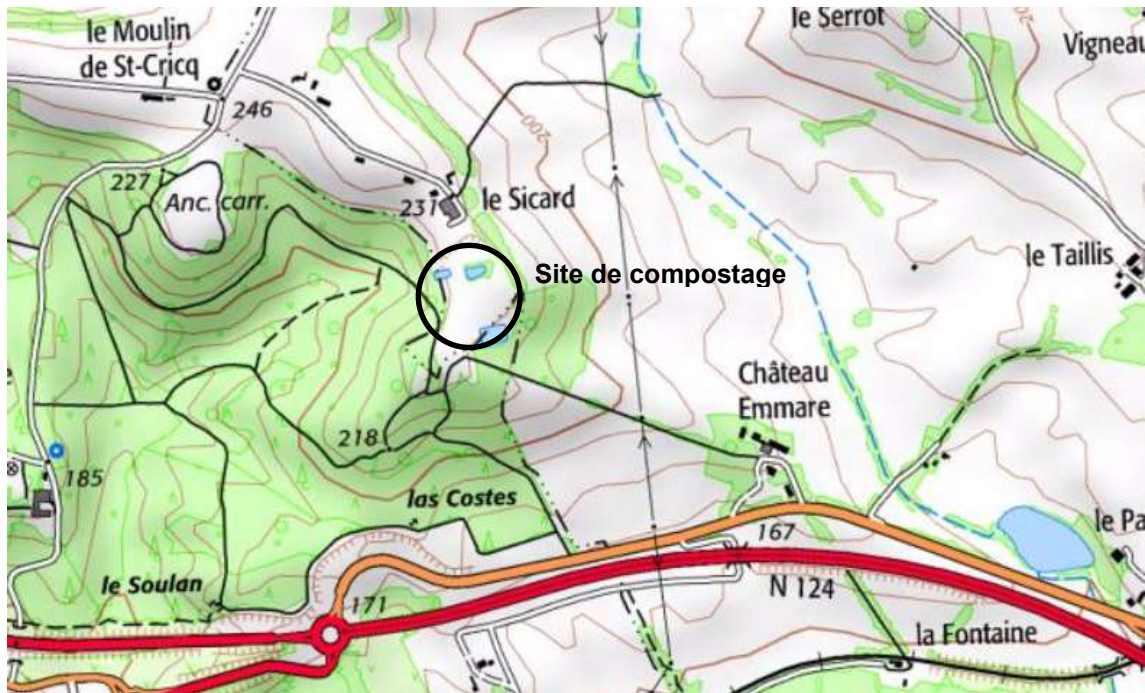 le Moulin
de St-Cricq
le Serrot
Vigneau
246
200
227
Anc. carr.
231
le Sicard
Site de compostage
le Taillis
Château
Emmare
218
185
las Costes
167
le Pa
le Soulan
171
N 124
la Fontaine